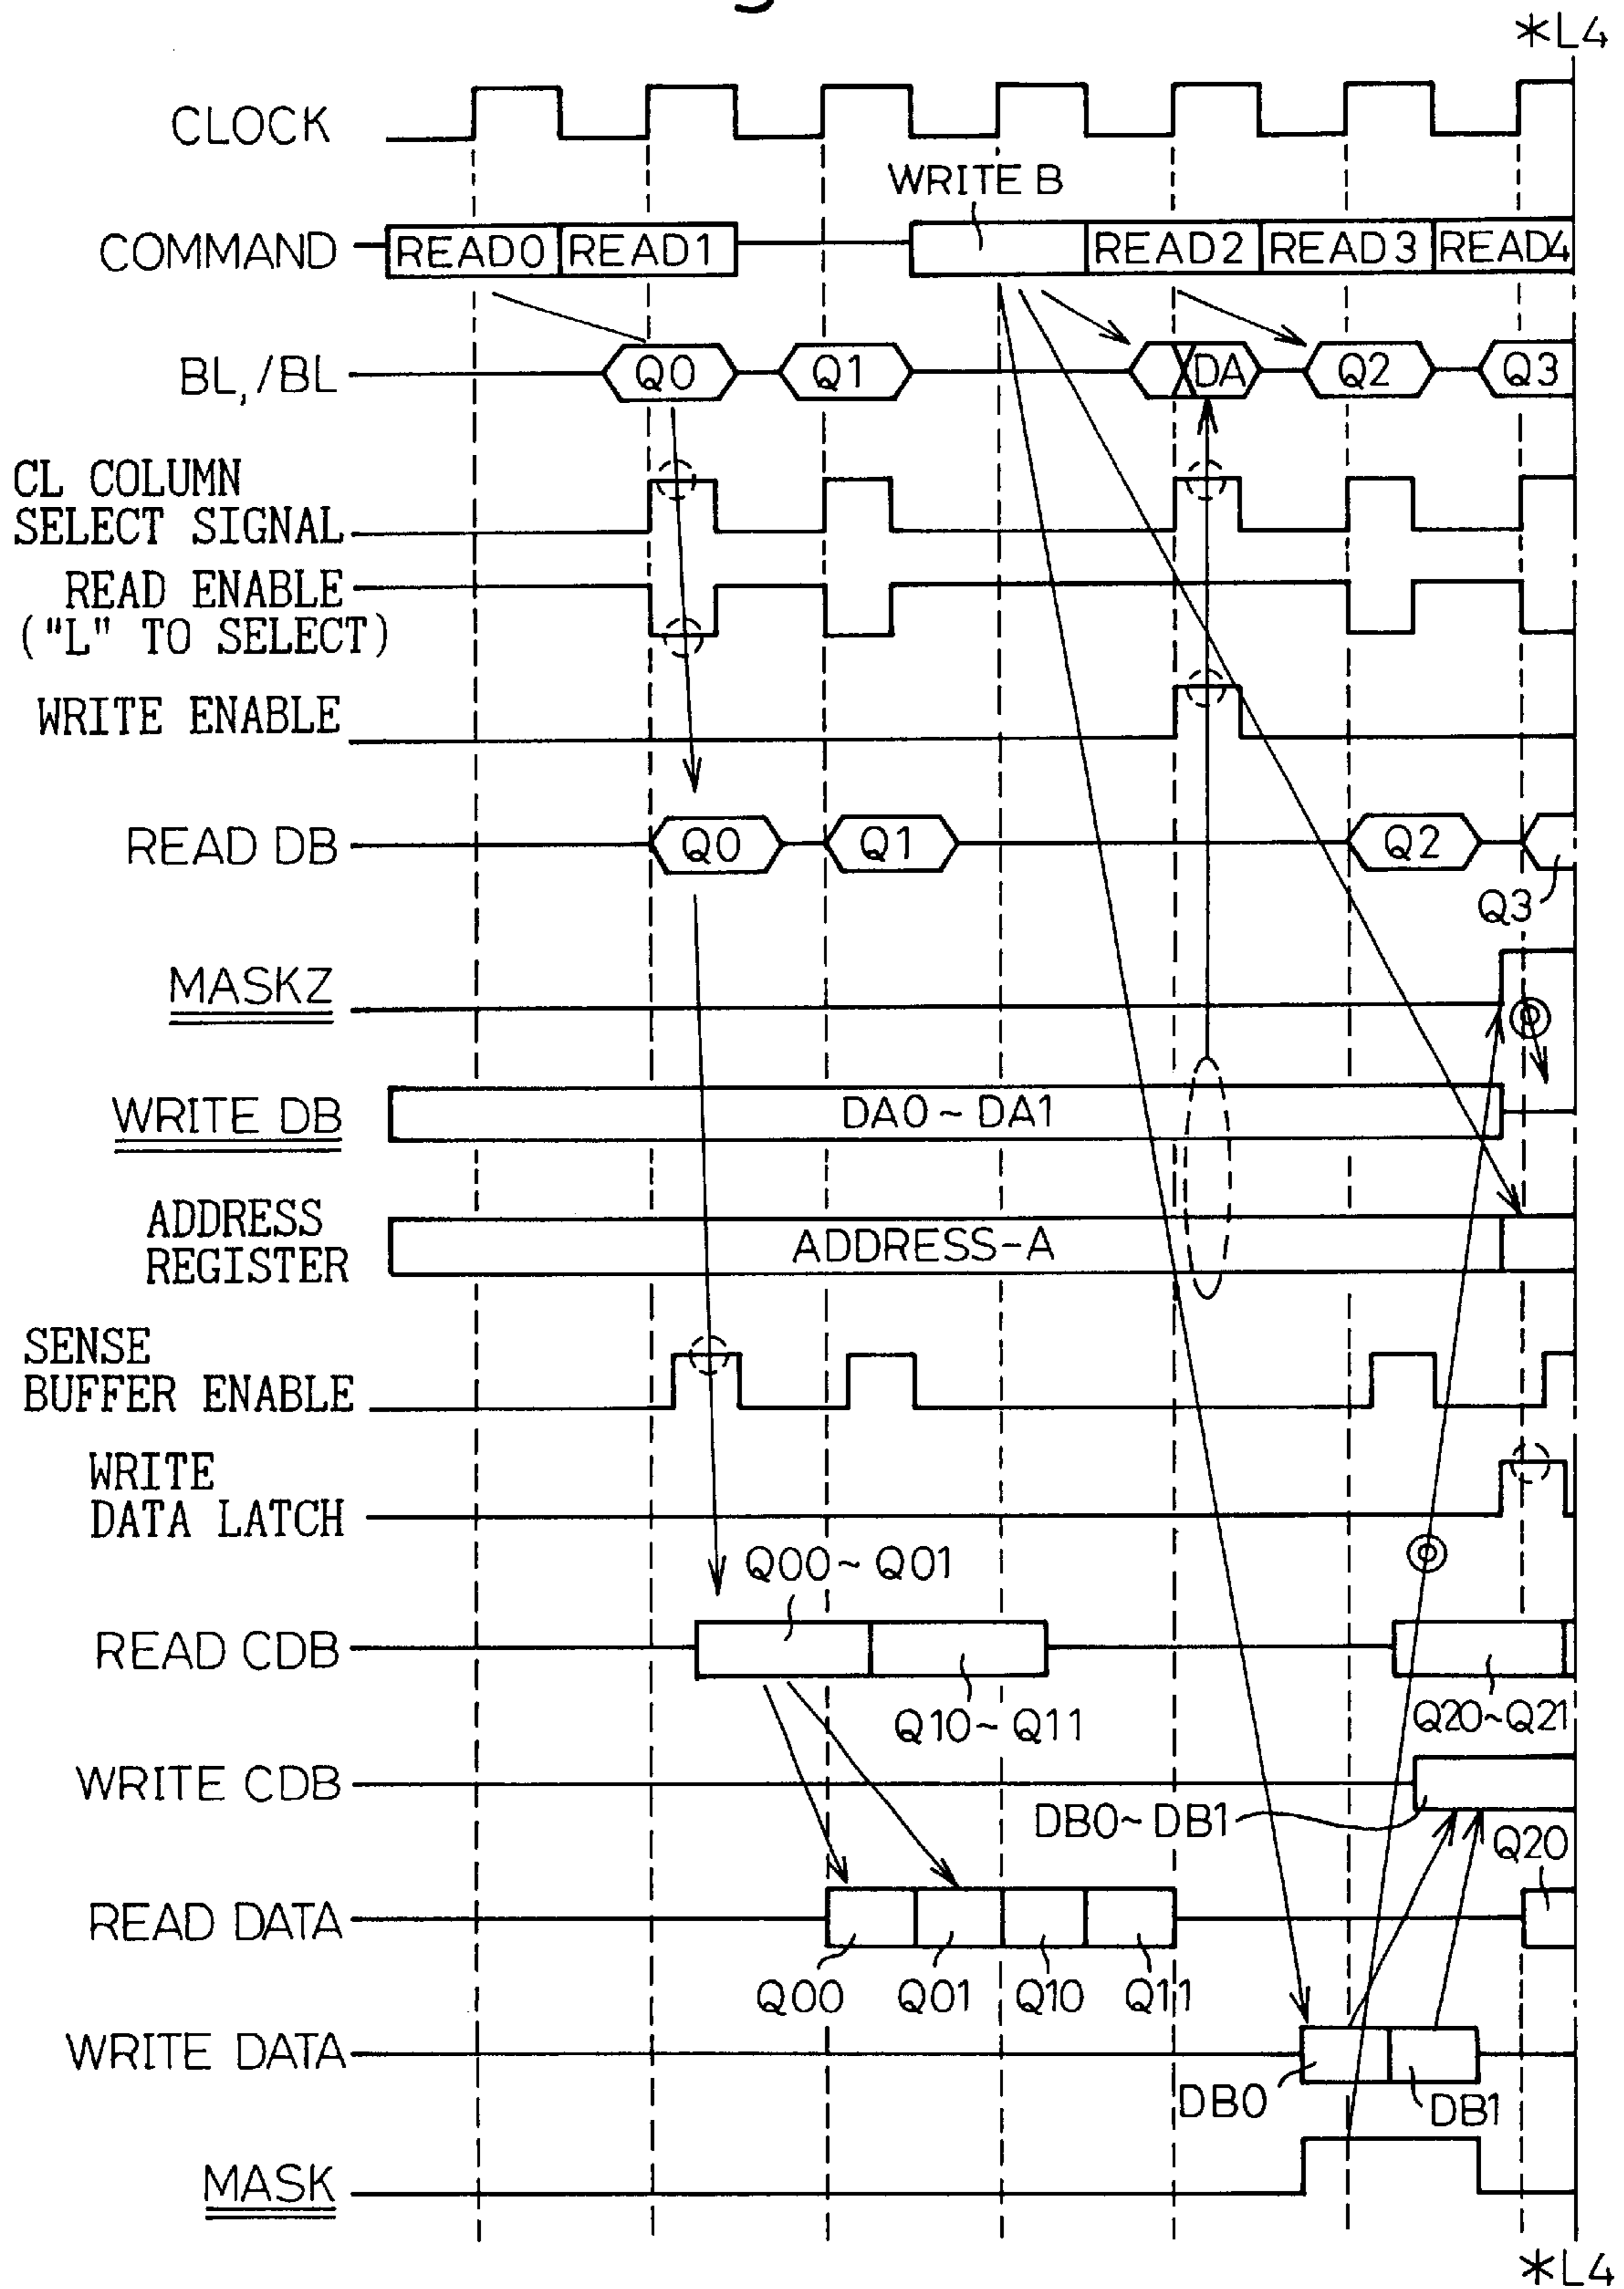 *L4
CLOCK
WRITE B
COMMAND READ0 READ1 READ2 READ3 READ4
BL,/BL Q0 Q1 DA Q2 Q3
CL COLUMN
SELECT SIGNAL
READ ENABLE
("L" TO SELECT)
WRITE ENABLE
READ DB Q0 Q1 Q2
Q3
MASKZ
WRITE DB DA0~DA1
ADDRESS
REGISTER ADDRESS-A
SENSE
BUFFER ENABLE
WRITE
DATA LATCH
Q00~Q01
READ CDB
Q10~Q11 Q20~Q21
WRITE CDB
DB0~DB1
Q20
READ DATA
Q00 Q01 Q10 Q11
WRITE DATA
DB0 DB1
MASK
*L4